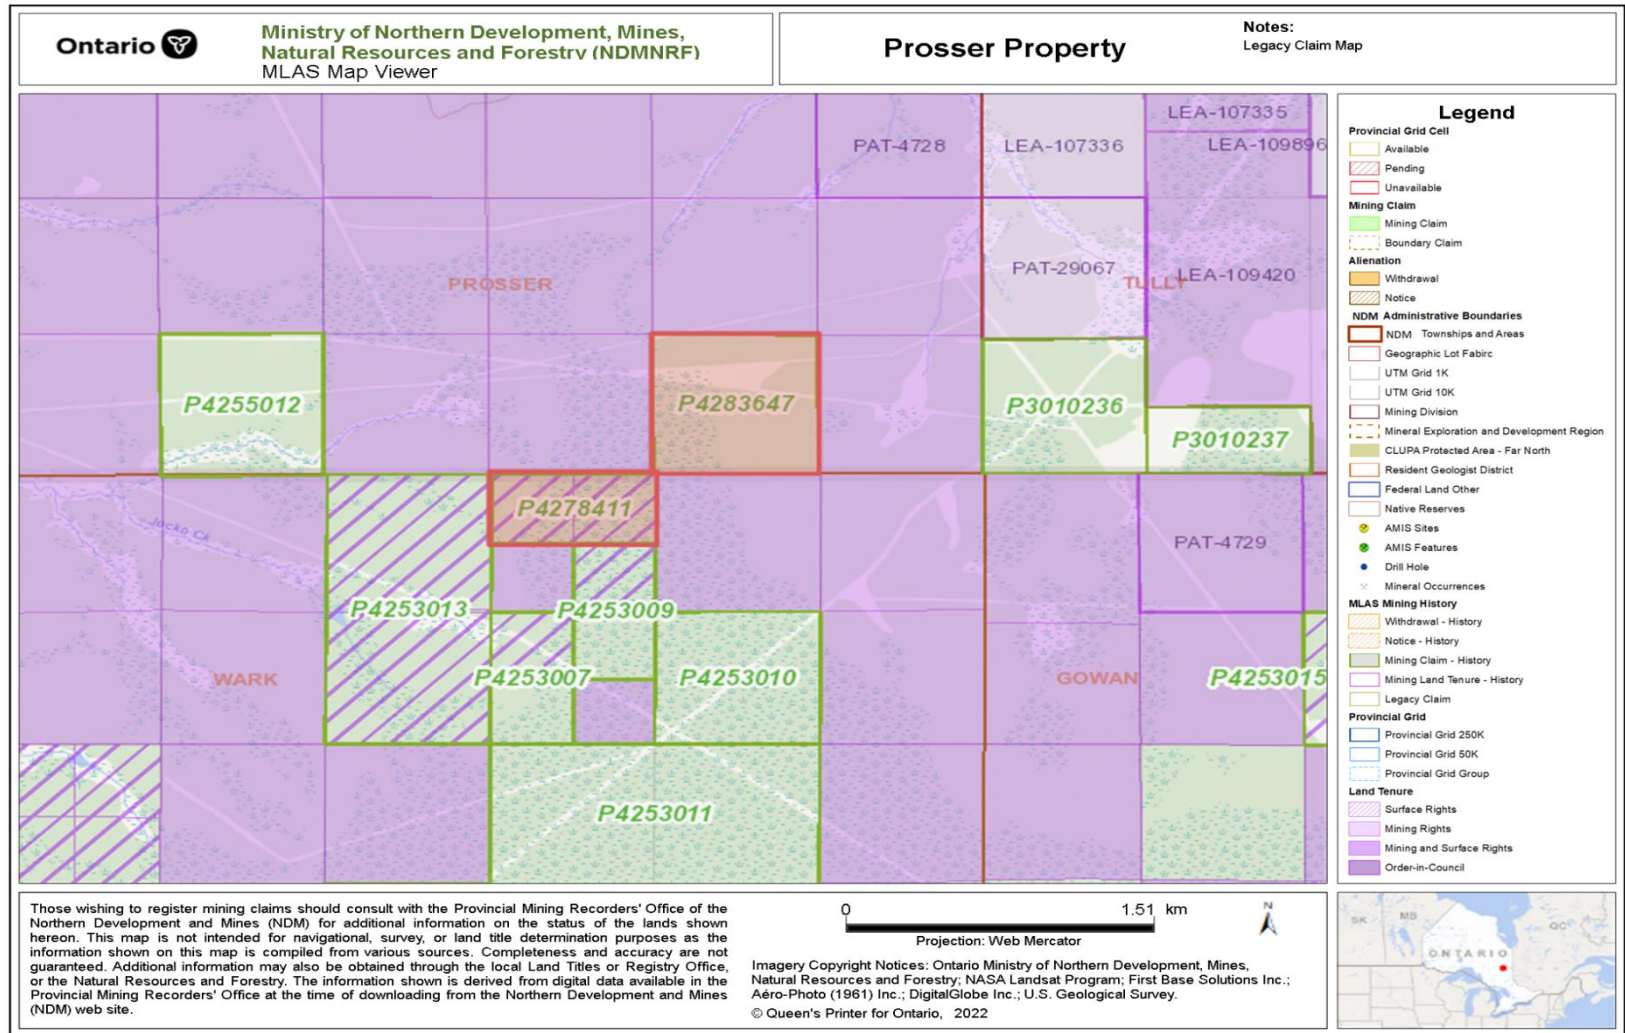 Ontario
Ministry of Northern Development, Mines,
Natural Resources and Forestry (NDMNRF)
MLAS Map Viewer
Prosser Property
Notes:
Legacy Claim Map
LEA-107335
PAT-4728
LEA-107336
LEA-109896
PAT-29067
LEA-109420
TULLY
PROSSER
P4255012
P4283647
P3010236
P3010237
P4278411
Jocko Ck
PAT-4729
P4253013
P4253009
P4253007
P4253010
WARK
GOWAN
P4253015
P4253011
Legend
Provincial Grid Cell
Available
Pending
Unavailable
Mining Claim
Mining Claim
Boundary Claim
Alienation
Withdrawal
Notice
NDM Administrative Boundaries
NDM Townships and Areas
Geographic Lot Fabirc
UTM Grid 1K
UTM Grid 10K
Mining Division
Mineral Exploration and Development Region
CLUPA Protected Area - Far North
Resident Geologist District
Federal Land Other
Native Reserves
AMIS Sites
AMIS Features
Drill Hole
Mineral Occurrences
MLAS Mining History
Withdrawal - History
Notice - History
Mining Claim - History
Mining Land Tenure - History
Legacy Claim
Provincial Grid
Provincial Grid 250K
Provincial Grid 50K
Provincial Grid Group
Land Tenure
Surface Rights
Mining Rights
Mining and Surface Rights
Order-in-Council
Those wishing to register mining claims should consult with the Provincial Mining Recorders' Office of the
Northern Development and Mines (NDM) for additional information on the status of the lands shown
hereon. This map is not intended for navigational, survey, or land title determination purposes as the
information shown on this map is compiled from various sources. Completeness and accuracy are not
guaranteed. Additional information may also be obtained through the local Land Titles or Registry Office,
or the Natural Resources and Forestry. The information shown is derived from digital data available in the
Provincial Mining Recorders' Office at the time of downloading from the Northern Development and Mines
(NDM) web site.
0 1.51 km
Projection: Web Mercator
N
Imagery Copyright Notices: Ontario Ministry of Northern Development, Mines,
Natural Resources and Forestry; NASA Landsat Program; First Base Solutions Inc.;
Aéro-Photo (1961) Inc.; DigitalGlobe Inc.; U.S. Geological Survey.
© Queen's Printer for Ontario, 2022
SK MB QC
ONTARIO